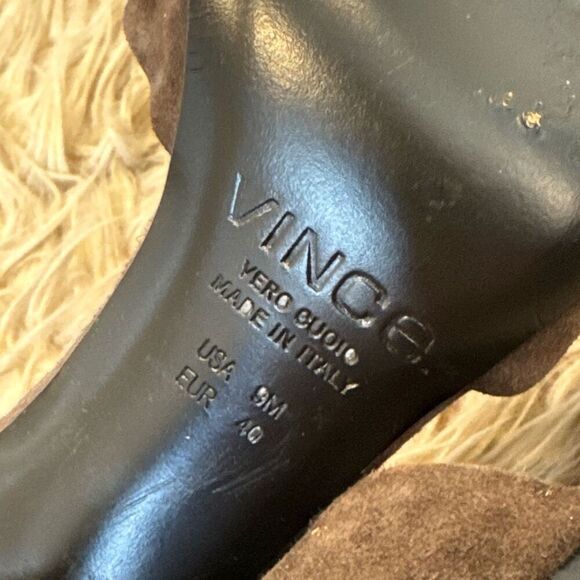 VINCE.
VERO CUOIO
MADE IN ITALY
USA 9M
EUR 40